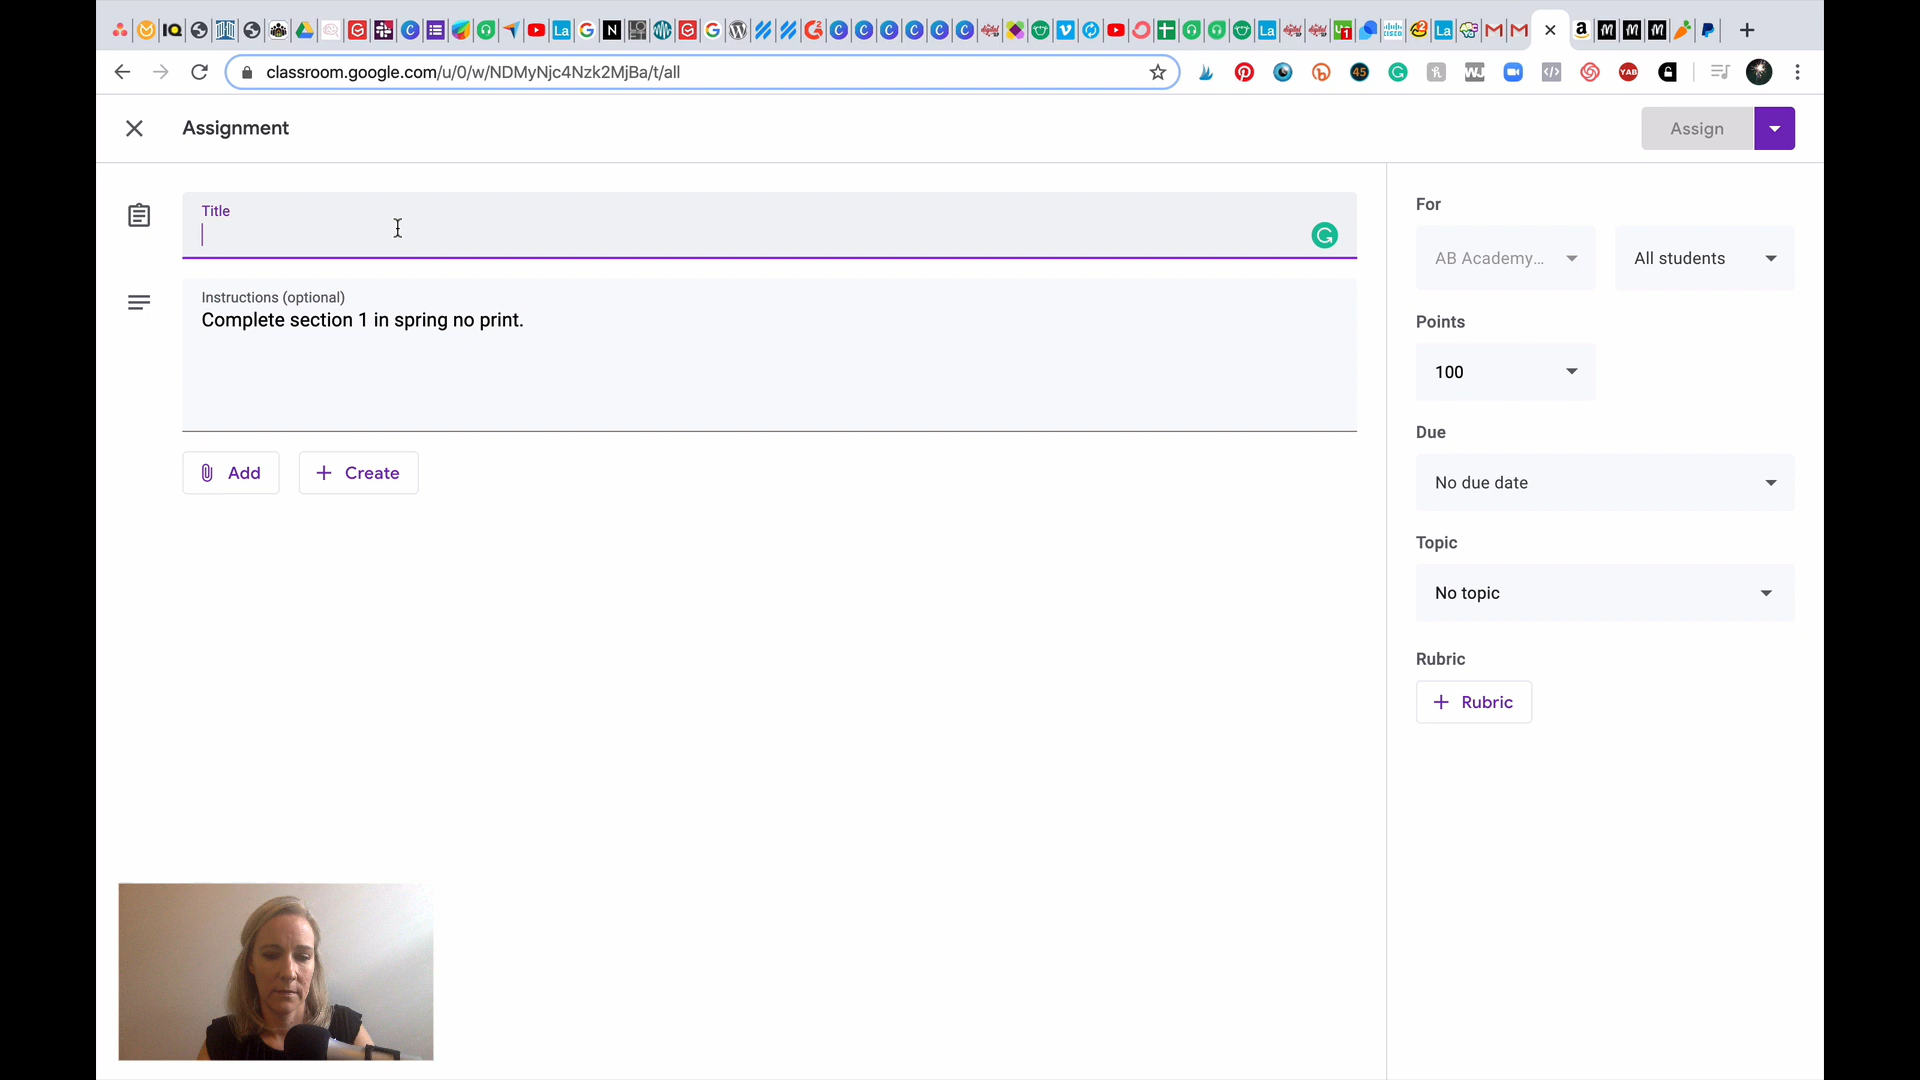 classroom.google.com/u/0/w/NDMyNjc4Nzk2MjBa/t/all
Assignment
Assign
Title
Instructions (optional)
Complete section 1 in spring no print.
Add
Create
For
AB Academy...
All students
Points
100
Due
No due date
Topic
No topic
Rubric
Rubric